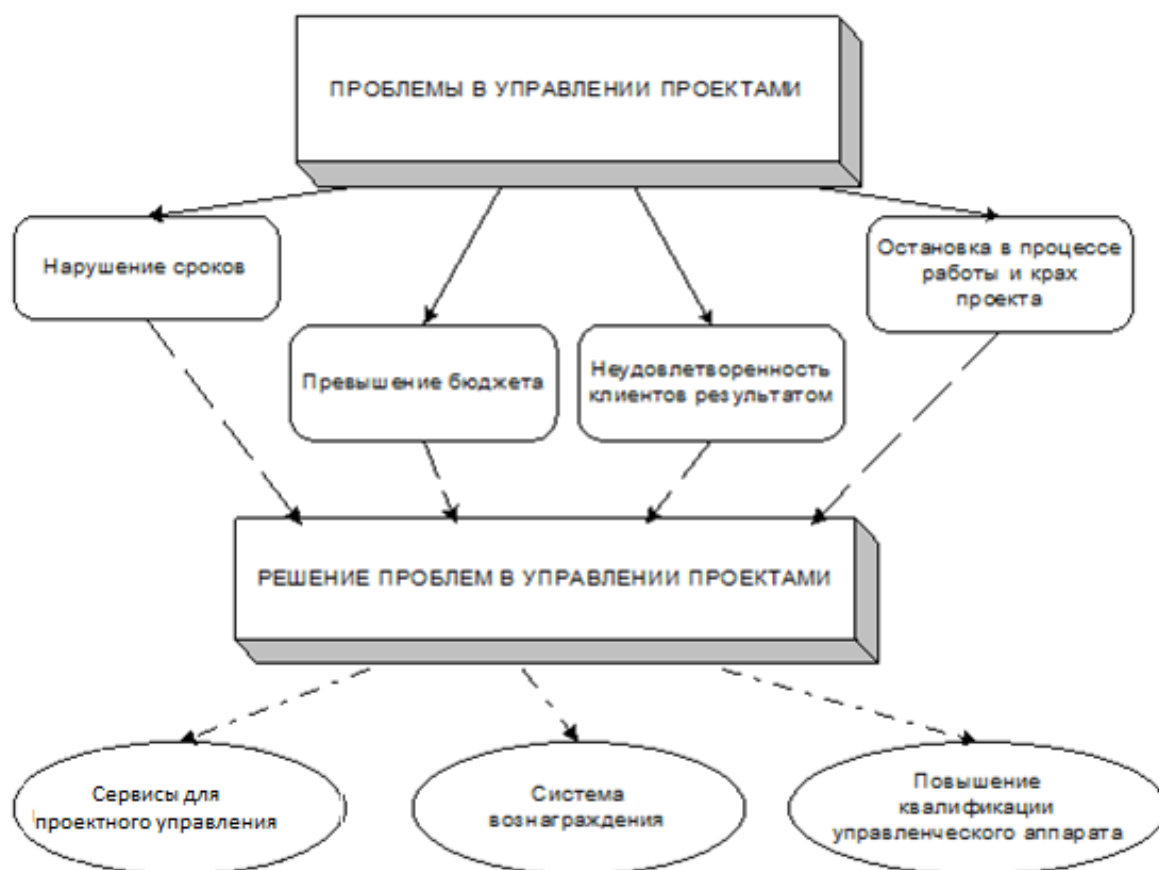 ПРОБЛЕМЫ В УПРАВЛЕНИИ ПРОЕКТАМИ
Нарушение сроков
Остановка в процессе
работы и крах
проекта
Превышение бюджета
Неудовлетворенность
клиентов результатом
РЕШЕНИЕ ПРОБЛЕМ В УПРАВЛЕНИИ ПРОЕКТАМИ
Сервисы для
проектного управления
Система
вознаграждения
Повышение
квалификации
управленческого аппарата